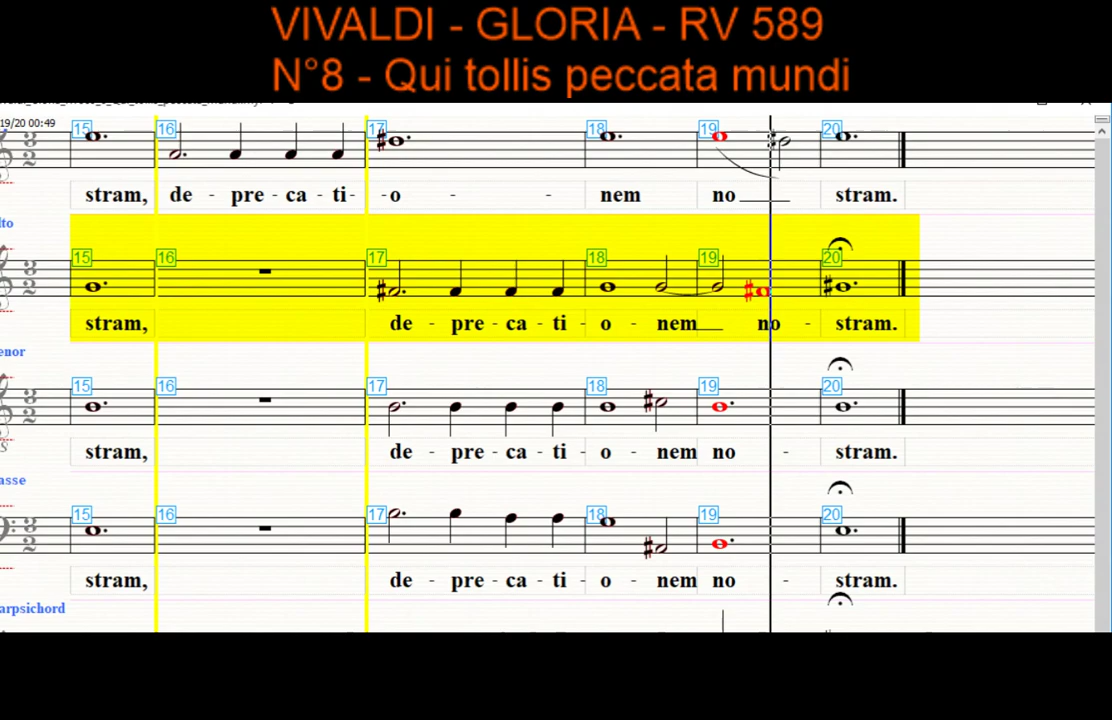 VIVALDI - GLORIA - RV 589
N°8 - Qui tollis peccata mundi
19/20 00:49
15 16 17 18 19 20
stram, de - pre - ca - ti - o - - nem no stram.
lto
15 16 17 18 19 20
stram, de - pre - ca - ti - o - nem no - stram.
enor
15 16 17 18 19 20
stram, de - pre - ca - ti - o - nem no - stram.
asse
15 16 17 18 19 20
stram, de - pre - ca - ti - o - nem no - stram.
arpsichord